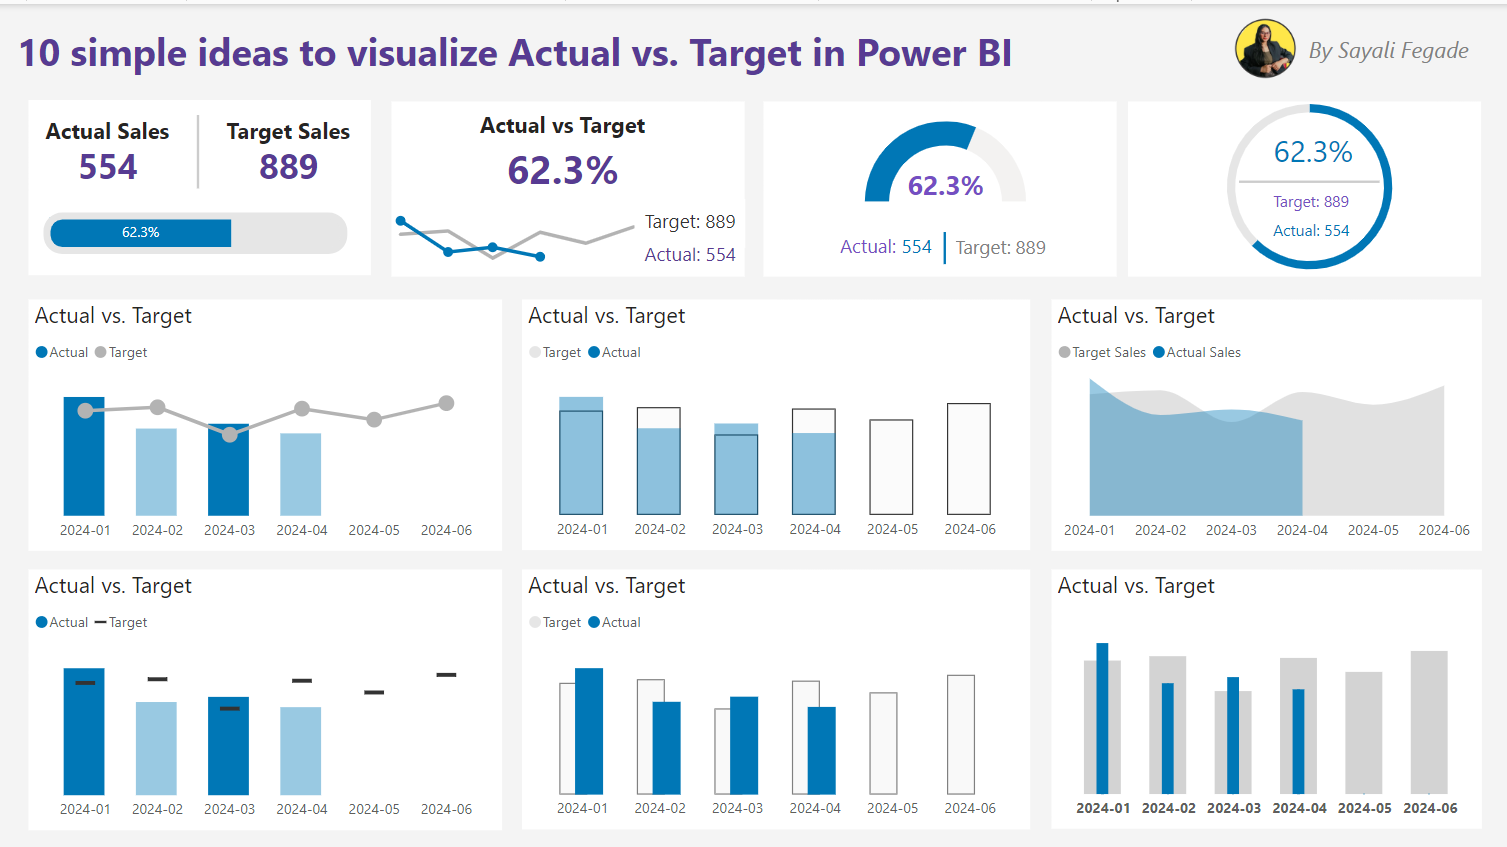 10 simple ideas to visualize Actual vs. Target in Power BI
By Sayali Fegade
Actual Sales
554
Target Sales
889
62.3%
Actual vs Target
62.3%
Target: 889
Actual: 554
62.3%
Actual: 554
Target: 889
62.3%
Target: 889
Actual: 554
Actual vs. Target
Actual Target
2024-01 2024-02 2024-03 2024-04 2024-05 2024-06
Actual vs. Target
Target Actual
2024-01 2024-02 2024-03 2024-04 2024-05 2024-06
Actual vs. Target
Target Sales Actual Sales
2024-01 2024-02 2024-03 2024-04 2024-05 2024-06
Actual vs. Target
Actual Target
2024-01 2024-02 2024-03 2024-04 2024-05 2024-06
Actual vs. Target
Target Actual
2024-01 2024-02 2024-03 2024-04 2024-05 2024-06
Actual vs. Target
2024-01 2024-02 2024-03 2024-04 2024-05 2024-06